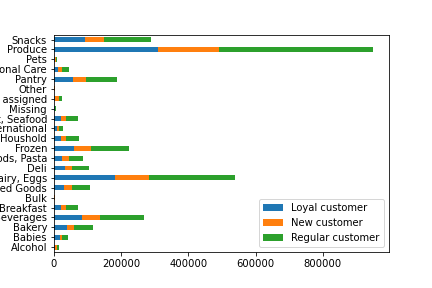 Snacks
Produce
Pets
onal Care
Pantry
Other
assigned
Missing
, Seafood
ernational
Houshold
Frozen
ods, Pasta
Deli
airy, Eggs
ed Goods
Bulk
Breakfast
everages
Bakery
Babies
Alcohol
Loyal customer
New customer
Regular customer
0 200000 400000 600000 800000